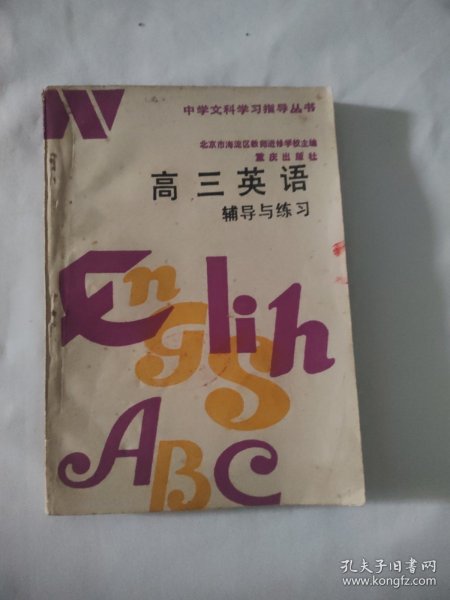 W
中学文科学习指导丛书
北京市海淀区教师进修学校主编
重庆出版社
高三英语
辅导与练习
English
ABC
孔夫子旧书网
www.kongfz.com